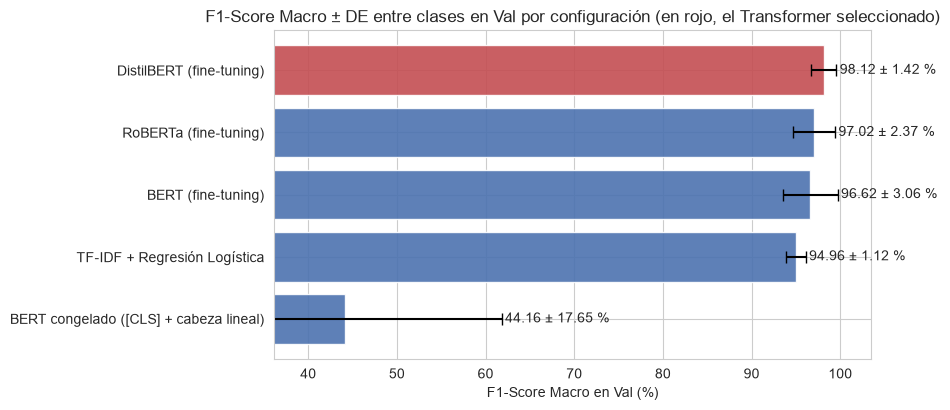 F1-Score Macro ± DE entre clases en Val por configuración (en rojo, el Transformer seleccionado)
DistilBERT (fine-tuning)
98.12 ± 1.42 %
RoBERTa (fine-tuning)
97.02 ± 2.37 %
BERT (fine-tuning)
96.62 ± 3.06 %
TF-IDF + Regresión Logística
94.96 ± 1.12 %
BERT congelado ([CLS] + cabeza lineal)
44.16 ± 17.65 %
40 50 60 70 80 90 100
F1-Score Macro en Val (%)